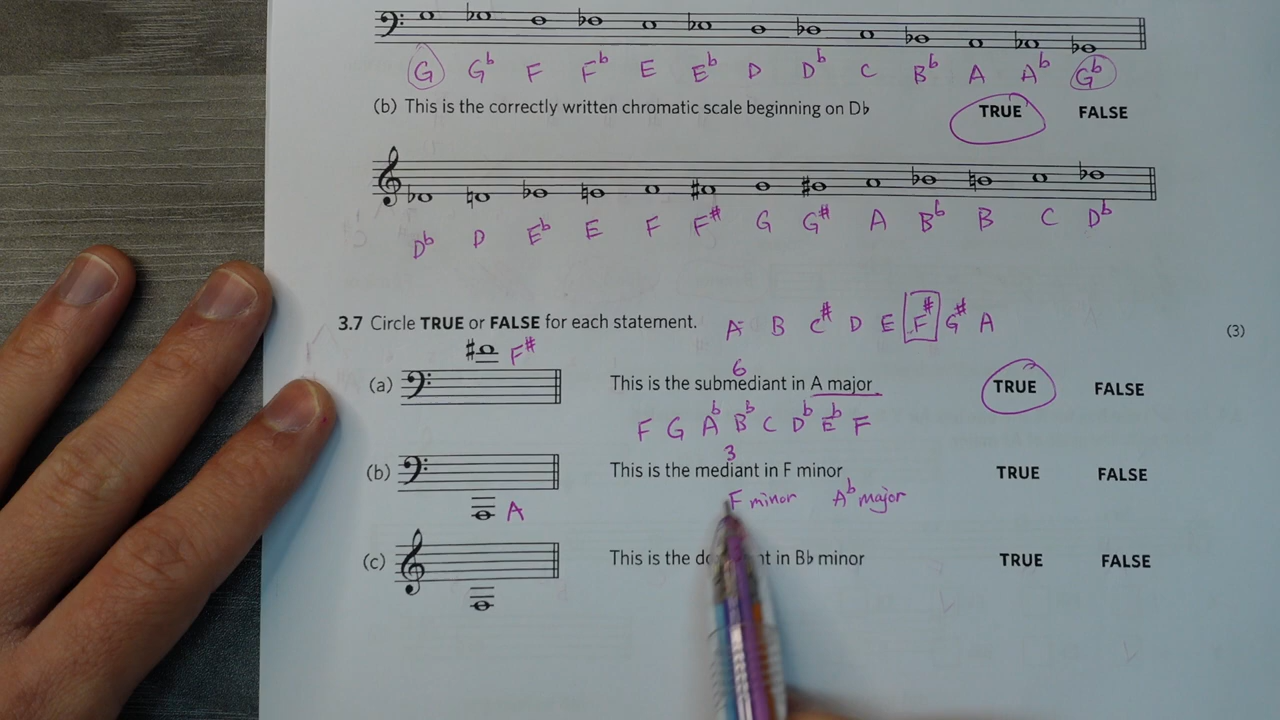 G G♭ F F♭ E E♭ D D♭ C B♭ A A♭ G♭
(b) This is the correctly written chromatic scale beginning on D♭ TRUE FALSE
D♭ D E♭ E F F# G G# A B♭ B C D♭
3.7 Circle TRUE or FALSE for each statement. A B C# D E F# G# A (3)
F#
6
(a) This is the submediant in A major TRUE FALSE
F G A♭ B♭ C D♭ E♭ F
3
(b) This is the mediant in F minor TRUE FALSE
A F minor A♭ major
(c) This is the in B♭ minor TRUE FALSE